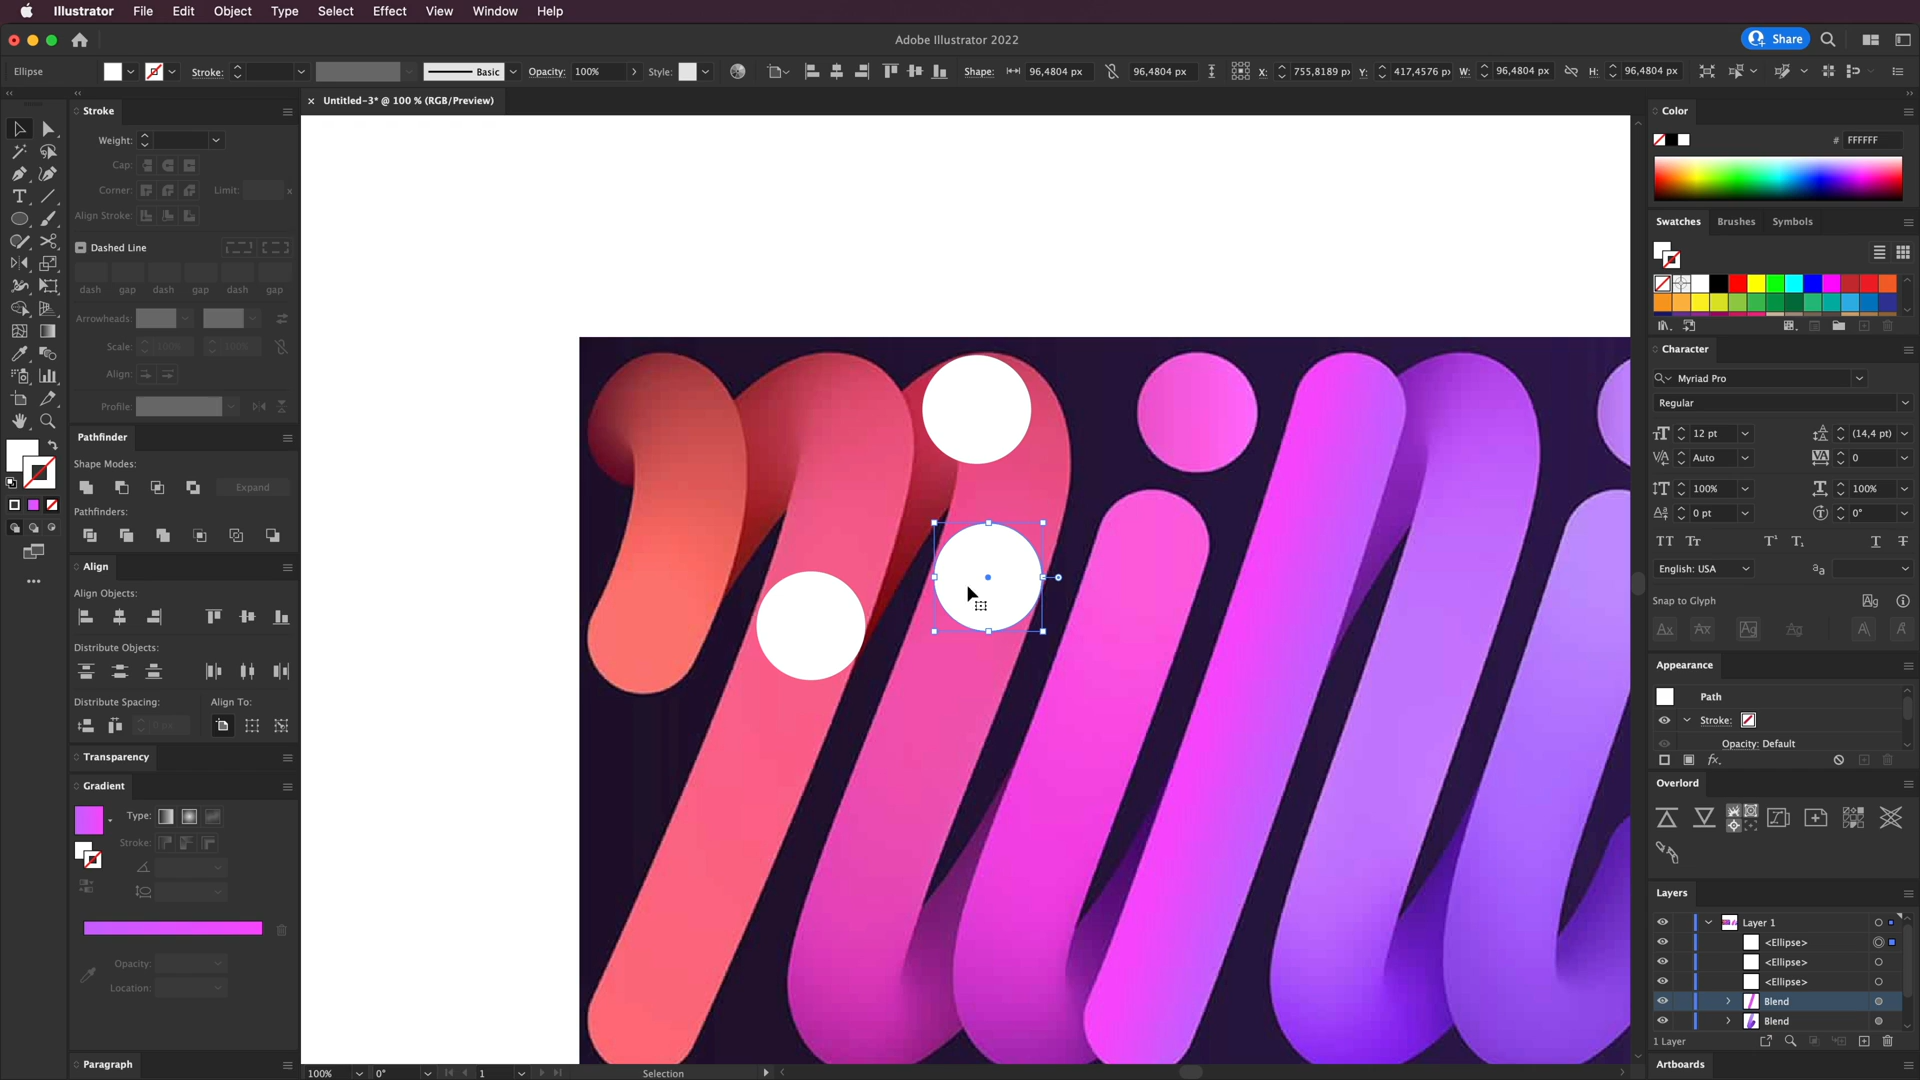 Illustrator File Edit Object Type Select Effect View Window Help
Adobe Illustrator 2022
Share
Ellipse
Stroke:
Basic
Opacity: 100%
Style:
Shape: 96,4804 px 96,4804 px
X: 755,8189 px Y: 417,4576 px W: 96,4804 px H: 96,4804 px
× Untitled-3* @ 100 % (RGB/Preview)
Stroke
Weight:
Cap:
Corner: Limit: x
Align Stroke:
Dashed Line
dash gap dash gap dash gap
Arrowheads:
Scale: 100% 100%
Align:
Profile:
Pathfinder
Shape Modes:
Expand
Pathfinders:
Align
Align Objects:
Distribute Objects:
Distribute Spacing: Align To:
0 px
Transparency
Gradient
Type:
Stroke:
Opacity:
Location:
Paragraph
100% 0° 1 Selection
Color
# FFFFFF
Swatches Brushes Symbols
Character
Myriad Pro
Regular
12 pt (14,4 pt)
Auto 0
100% 100%
0 pt 0°
English: USA
Snap to Glyph
Appearance
Path
Stroke:
Opacity: Default
Overlord
Layers
Layer 1
<Ellipse>
<Ellipse>
<Ellipse>
Blend
Blend
1 Layer
Artboards